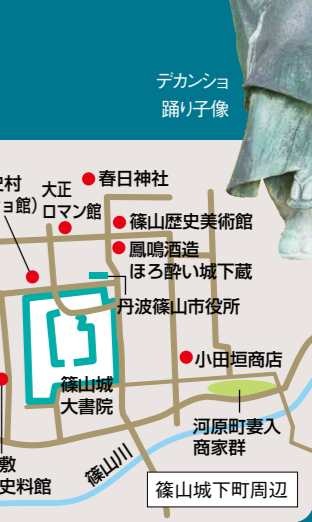 デカンショ
踊り子像
村
ョ館)
大正
ロマン館
春日神社
篠山歴史美術館
鳳鳴酒造
ほろ酔い城下蔵
丹波篠山市役所
小田垣商店
篠山城
大書院
河原町妻入
商家群
敷
史料館
篠山川
篠山城下町周辺